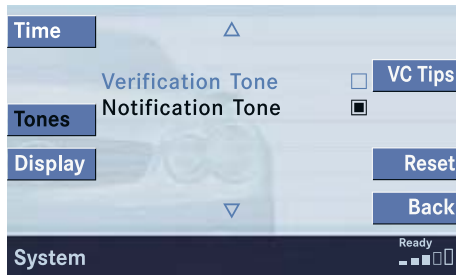 Time
Verification Tone
VC Tips
Notification Tone
Tones
Display
Reset
Back
System
Ready